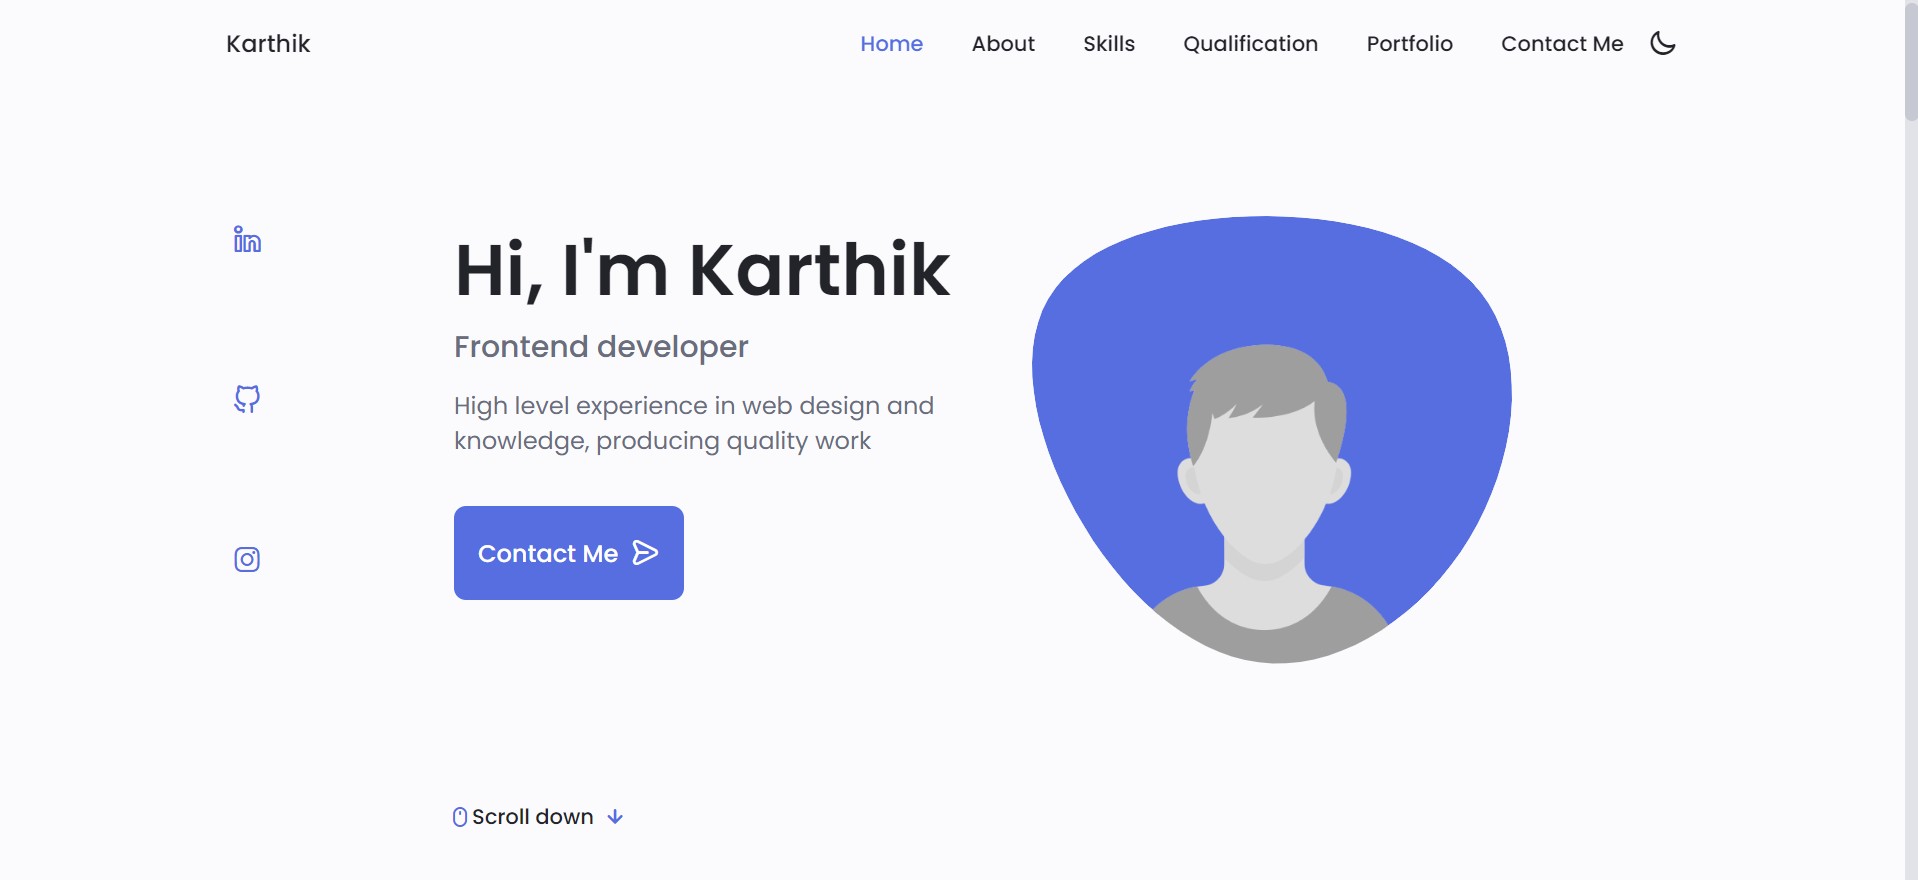 Karthik
Home About Skills Qualification Portfolio Contact Me
Hi, I'm Karthik
Frontend developer
High level experience in web design and
knowledge, producing quality work
Contact Me
Scroll down